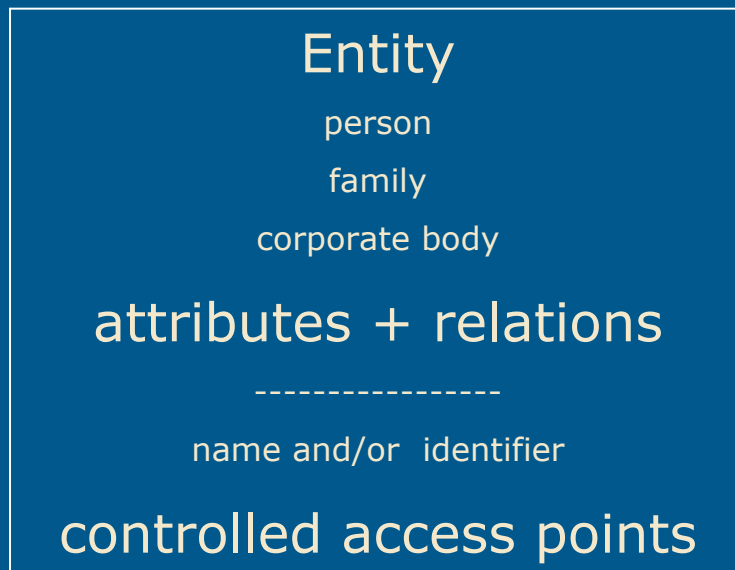 Entity
person
family
corporate body
attributes + relations
-----------------
name and/or  identifier
controlled access points